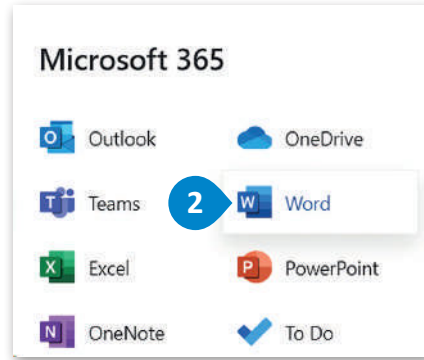 Microsoft 365
Outlook OneDrive
Teams 2 Word
Excel PowerPoint
OneNote To Do